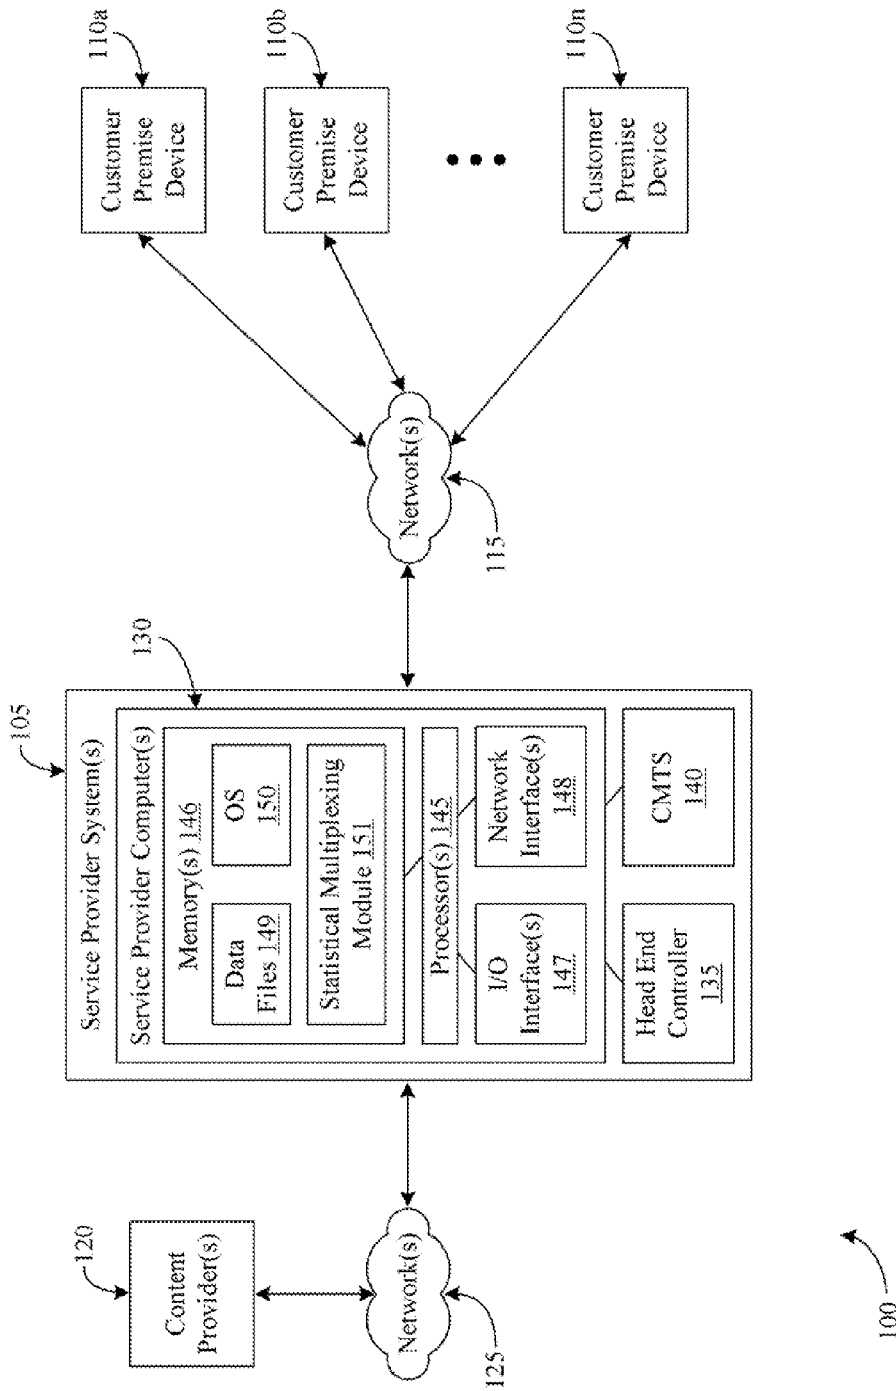 105
Service Provider System(s)
130
Service Provider Computer(s)
Memory(s) 146
Data
Files 149
OS
150
Statistical Multiplexing
Module 151
Processor(s) 145
I/O
Interface(s)
147
Network
Interface(s)
148
Head End
Controller
135
CMTS
140
120
Content
Provider(s)
Network(s)
125
Network(s)
115
110a
Customer
Premise
Device
110b
Customer
Premise
Device
110n
Customer
Premise
Device
100